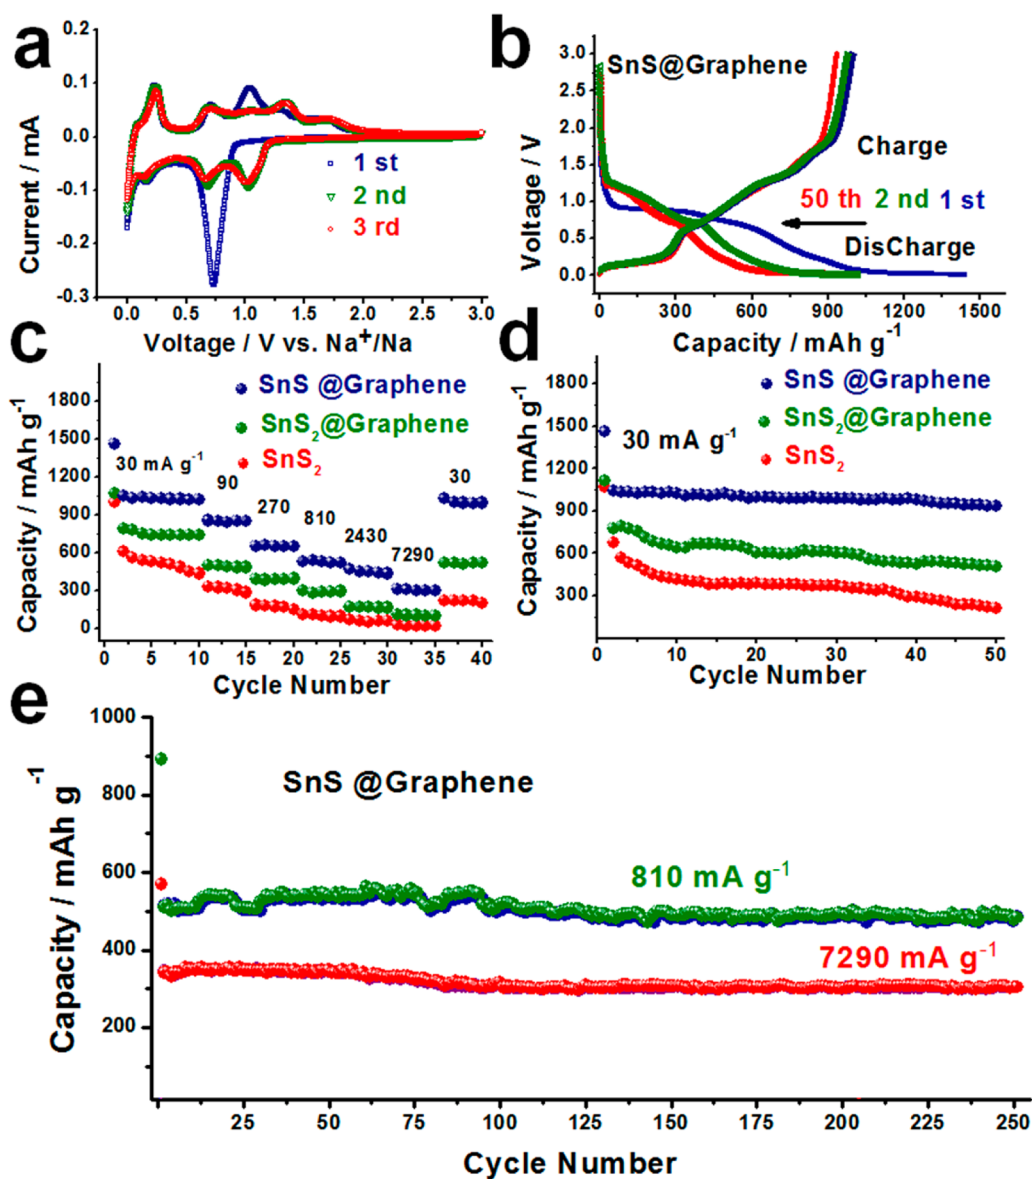 a
0.2
0.1
0.0
-0.1
-0.2
-0.3
Current / mA
1 st
2 nd
3 rd
0.0 0.5 1.0 1.5 2.0 2.5 3.0
Voltage / V vs. Na⁺/Na
b
3.0
2.5
2.0
1.5
1.0
0.5
0.0
Voltage / V
SnS@Graphene
Charge
50 th 2 nd 1 st
DisCharge
0 300 600 900 1200 1500
Capacity / mAh g⁻¹
c
1800
1500
1200
900
600
300
0
Capacity / mAh g⁻¹
SnS @Graphene
SnS₂@Graphene
SnS₂
30 mA g⁻¹
90
270
810
2430
7290
30
0 5 10 15 20 25 30 35 40
Cycle Number
d
1800
1500
1200
900
600
300
Capacity / mAh g⁻¹
SnS @Graphene
SnS₂@Graphene
SnS₂
30 mA g⁻¹
0 10 20 30 40 50
Cycle Number
e
1000
800
600
400
200
Capacity / mAh g⁻¹
SnS @Graphene
810 mA g⁻¹
7290 mA g⁻¹
25 50 75 100 125 150 175 200 225 250
Cycle Number